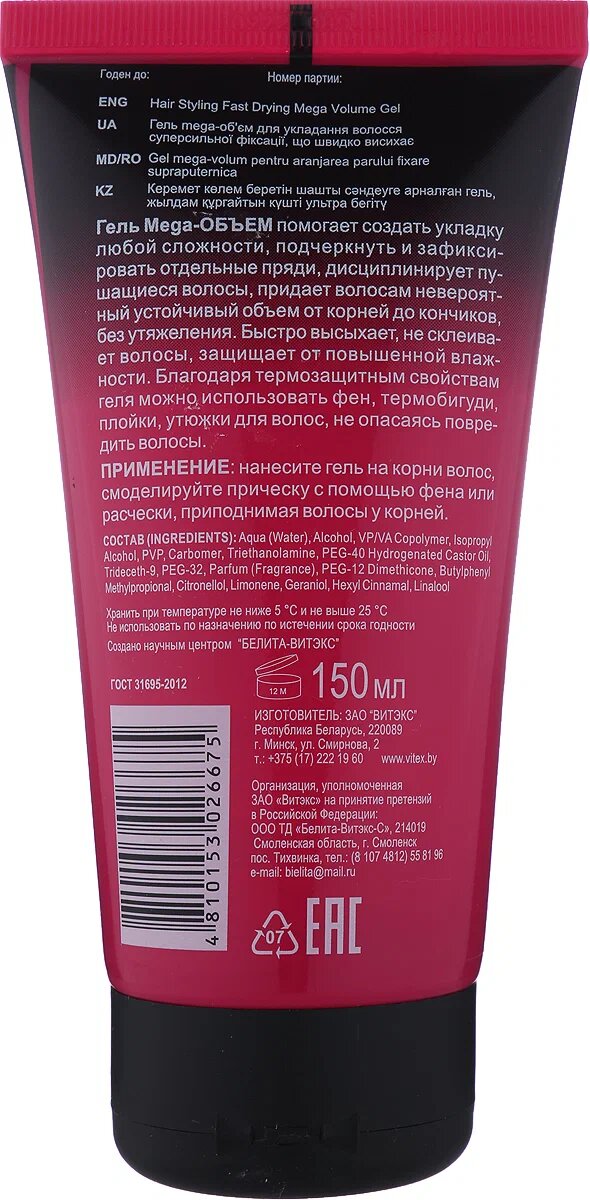 Годен до: Номер партии:
ENG Hair Styling Fast Drying Mega Volume Gel
UA Гель mega-об'єм для укладання волосся
суперсильної фіксації, що швидко висихає
MD/RO Gel mega-volum pentru aranjarea parului fixare
supraputernica
KZ Керемет көлем беретін шашты сәндеуге арналған гель,
жылдам құрғайтын күшті ультра бегіту
Гель Mega-ОБЪЕМ помогает создать укладку
любой сложности, подчеркнуть и зафикси-
ровать отдельные пряди, дисциплинирует пу-
шащиеся волосы, придает волосам невероят-
ный устойчивый объем от корней до кончиков,
без утяжеления. Быстро высыхает, не склеива-
ет волосы, защищает от повышенной влаж-
ности. Благодаря термозащитным свойствам
геля можно использовать фен, термобигуди,
плойки, утюжки для волос, не опасаясь повре-
дить волосы.
ПРИМЕНЕНИЕ: нанесите гель на корни волос,
смоделируйте прическу с помощью фена или
расчески, приподнимая волосы у корней.
СОСТАВ (INGREDIENTS): Aqua (Water), Alcohol, VP/VA Copolymer, Isopropyl
Alcohol, PVP, Carbomer, Triethanolamine, PEG-40 Hydrogenated Castor Oil,
Trideceth-9, PEG-32, Parfum (Fragrance), PEG-12 Dimethicone, Butylphenyl
Methylpropional, Citronellol, Limonene, Geraniol, Hexyl Cinnamal, Linalool
Хранить при температуре не ниже 5 °С и не выше 25 °С
Не использовать по назначению по истечении срока годности
Создано научным центром "БЕЛИТА-ВИТЭКС"
ГОСТ 31695-2012
12 М
150 мл
ИЗГОТОВИТЕЛЬ: ЗАО "ВИТЭКС"
Республика Беларусь, 220089
г. Минск, ул. Смирнова, 2
т.: +375 (17) 222 19 60 www.vitex.by
Организация, уполномоченная
ЗАО «Витэкс» на принятие претензий
в Российской Федерации:
ООО ТД «Белита-Витэкс-С», 214019
Смоленская область, г. Смоленск
пос. Тихвинка, тел.: (8 107 4812) 55 81 96
e-mail: bielita@mail.ru
4 810153 026675
07
EAC